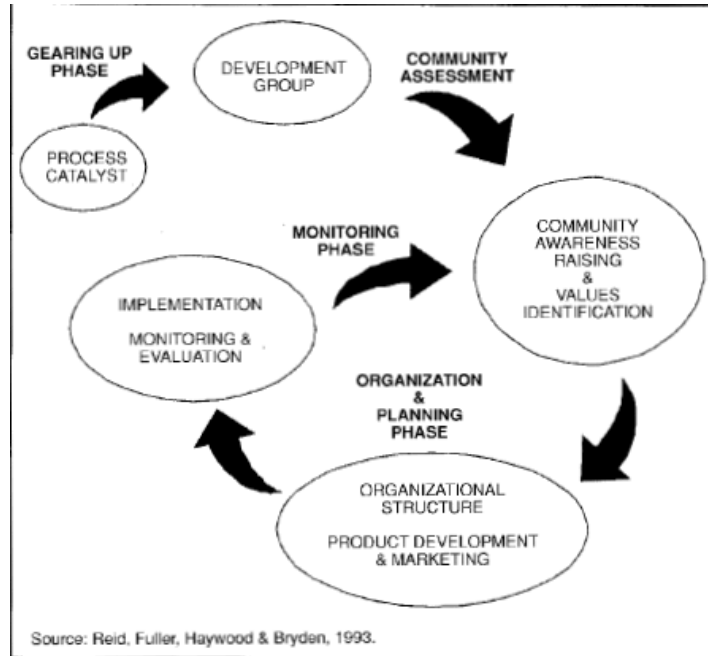 GEARING UP
PHASE
DEVELOPMENT
GROUP
COMMUNITY
ASSESSMENT
PROCESS
CATALYST
COMMUNITY
AWARENESS
RAISING
&
VALUES
IDENTIFICATION
MONITORING
PHASE
IMPLEMENTATION
MONITORING &
EVALUATION
ORGANIZATION
&
PLANNING
PHASE
ORGANIZATIONAL
STRUCTURE
PRODUCT DEVELOPMENT
& MARKETING
Source: Reid, Fuller, Haywood & Bryden, 1993.